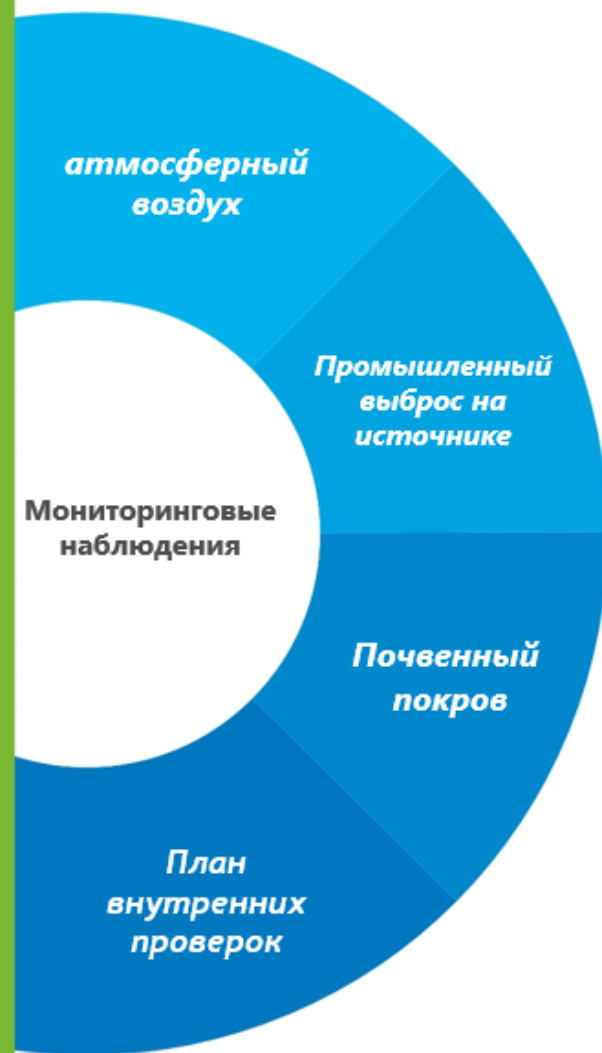 атмосферный
воздух
Промышленный
выброс на
источнике
Мониторинговые
наблюдения
Почвенный
покров
План
внутренних
проверок